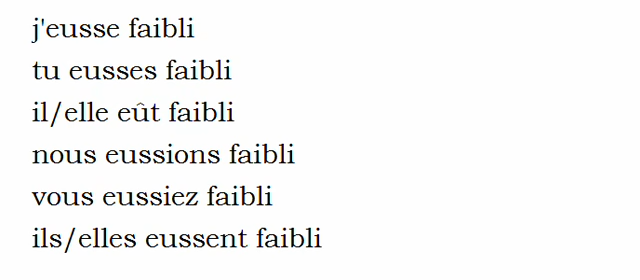 j'eusse faibli
tu eusses faibli
il/elle eût faibli
nous eussions faibli
vous eussiez faibli
ils/elles eussent faibli